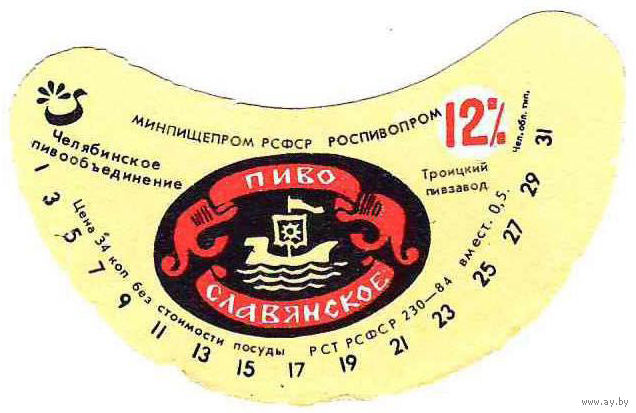 МИНПИЩЕПРОМ РСФСР РОСПИВОПРОМ
12%
Чел. обл. тип.
Челябинское
пивообъединение
Троицкий
пивзавод
ПИВО
СЛАВЯНСКОЕ
Цена 34 коп без стоимости посуды РСТ РСФСР 230—84 вмест. 0,5.
1 3 5 7 9 11 13 15 17 19 21 23 25 27 29 31
www.ay.by